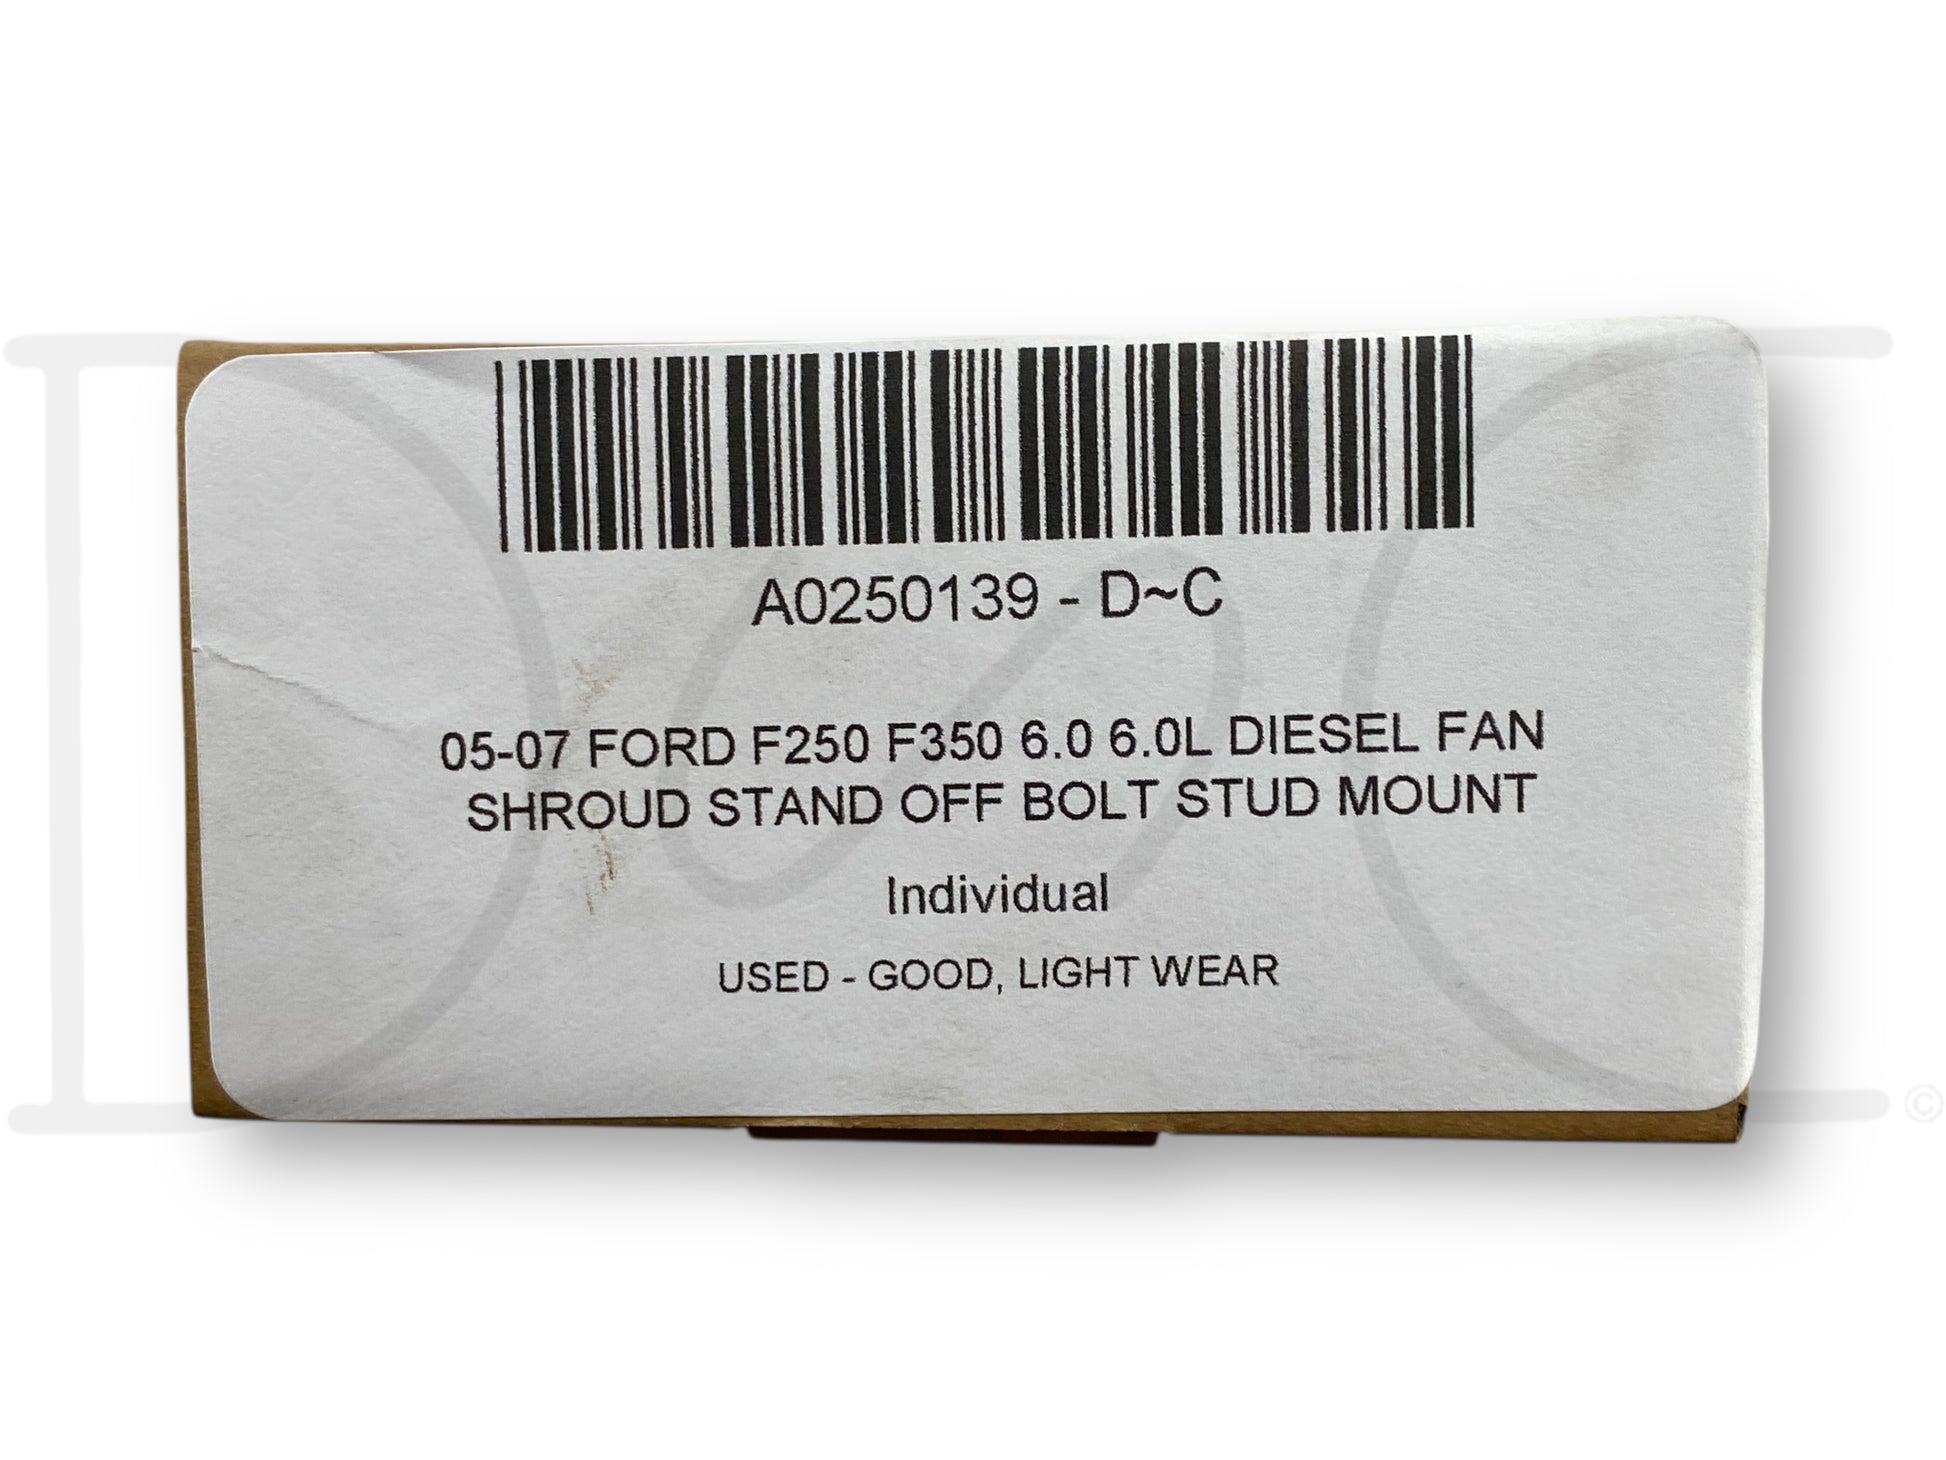 A0250139 - D~C
05-07 FORD F250 F350 6.0 6.0L DIESEL FAN
SHROUD STAND OFF BOLT STUD MOUNT
Individual
USED - GOOD, LIGHT WEAR
D~C
©